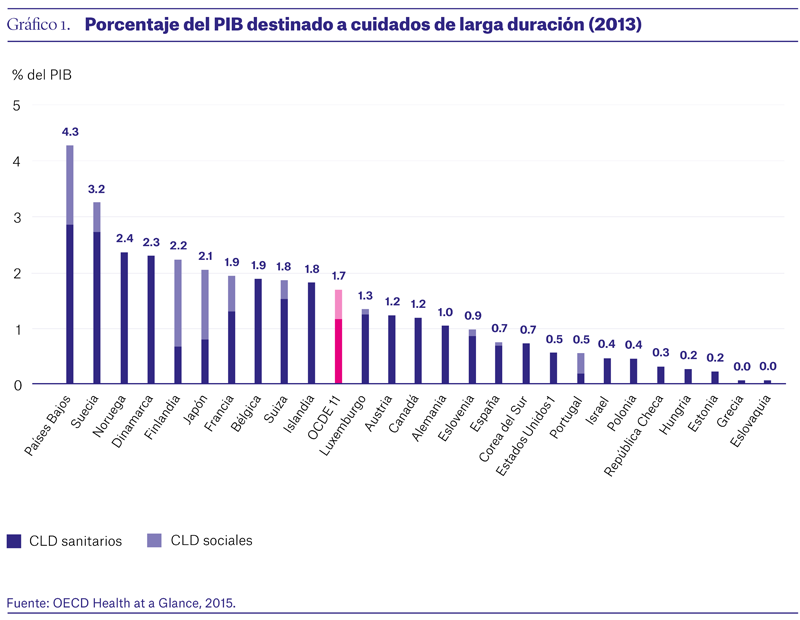 Gráfico 1. Porcentaje del PIB destinado a cuidados de larga duración (2013)
% del PIB
5
4
3
2
1
0
4.3
3.2
2.4
2.3
2.2
2.1
1.9
1.9
1.8
1.8
1.7
1.3
1.2
1.2
1.0
0.9
0.7
0.7
0.5
0.5
0.4
0.4
0.3
0.2
0.2
0.0
0.0
Países Bajos
Suecia
Noruega
Dinamarca
Finlandia
Japón
Francia
Bélgica
Suiza
Islandia
OCDE 11
Luxemburgo
Austria
Canadá
Alemania
Eslovenia
España
Corea del Sur
Estados Unidos 1
Portugal
Israel
Polonia
República Checa
Hungria
Estonia
Grecia
Eslovaquia
CLD sanitarios
CLD sociales
Fuente: OECD Health at a Glance, 2015.